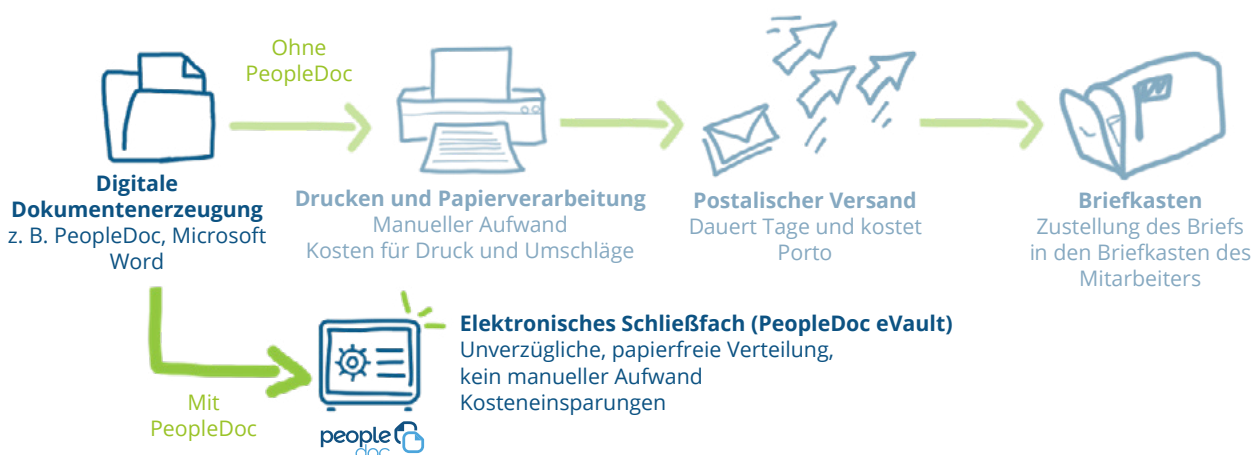 Ohne
PeopleDoc
Digitale
Dokumentenerzeugung
z. B. PeopleDoc, Microsoft
Word
Drucken und Papierverarbeitung
Manueller Aufwand
Kosten für Druck und Umschläge
Postalischer Versand
Dauert Tage und kostet
Porto
Briefkasten
Zustellung des Briefs
in den Briefkasten des
Mitarbeiters
Mit
PeopleDoc
people
doc
Elektronisches Schließfach (PeopleDoc eVault)
Unverzügliche, papierfreie Verteilung,
kein manueller Aufwand
Kosteneinsparungen